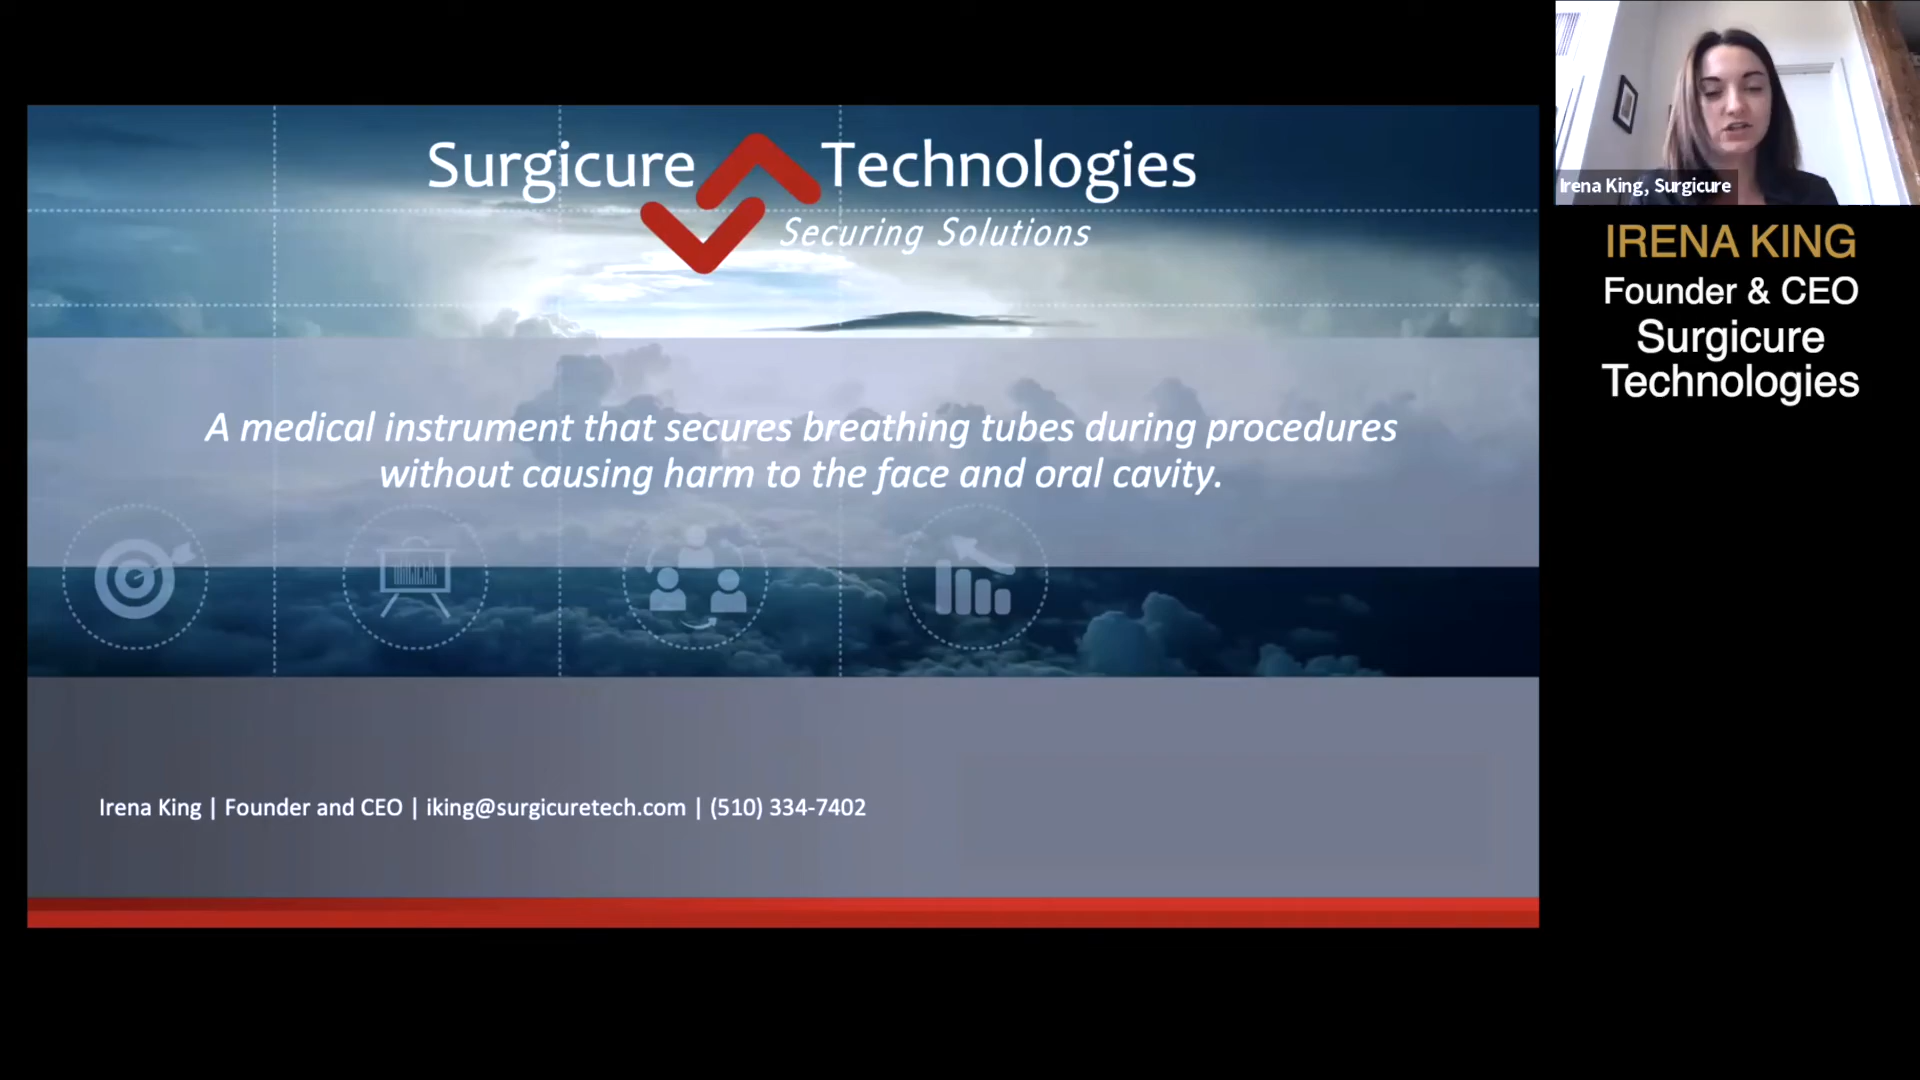 Surgicure Technologies
Securing Solutions
A medical instrument that secures breathing tubes during procedures
without causing harm to the face and oral cavity.
Irena King | Founder and CEO | iking@surgicuretech.com | (510) 334-7402
Irena King, Surgicure
IRENA KING
Founder & CEO
Surgicure
Technologies